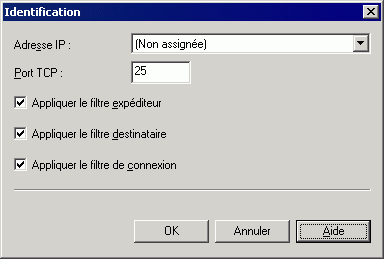 Identification
Adresse IP :
(Non assignée)
Port TCP :
25
Appliquer le filtre expéditeur
Appliquer le filtre destinataire
Appliquer le filtre de connexion
OK
Annuler
Aide